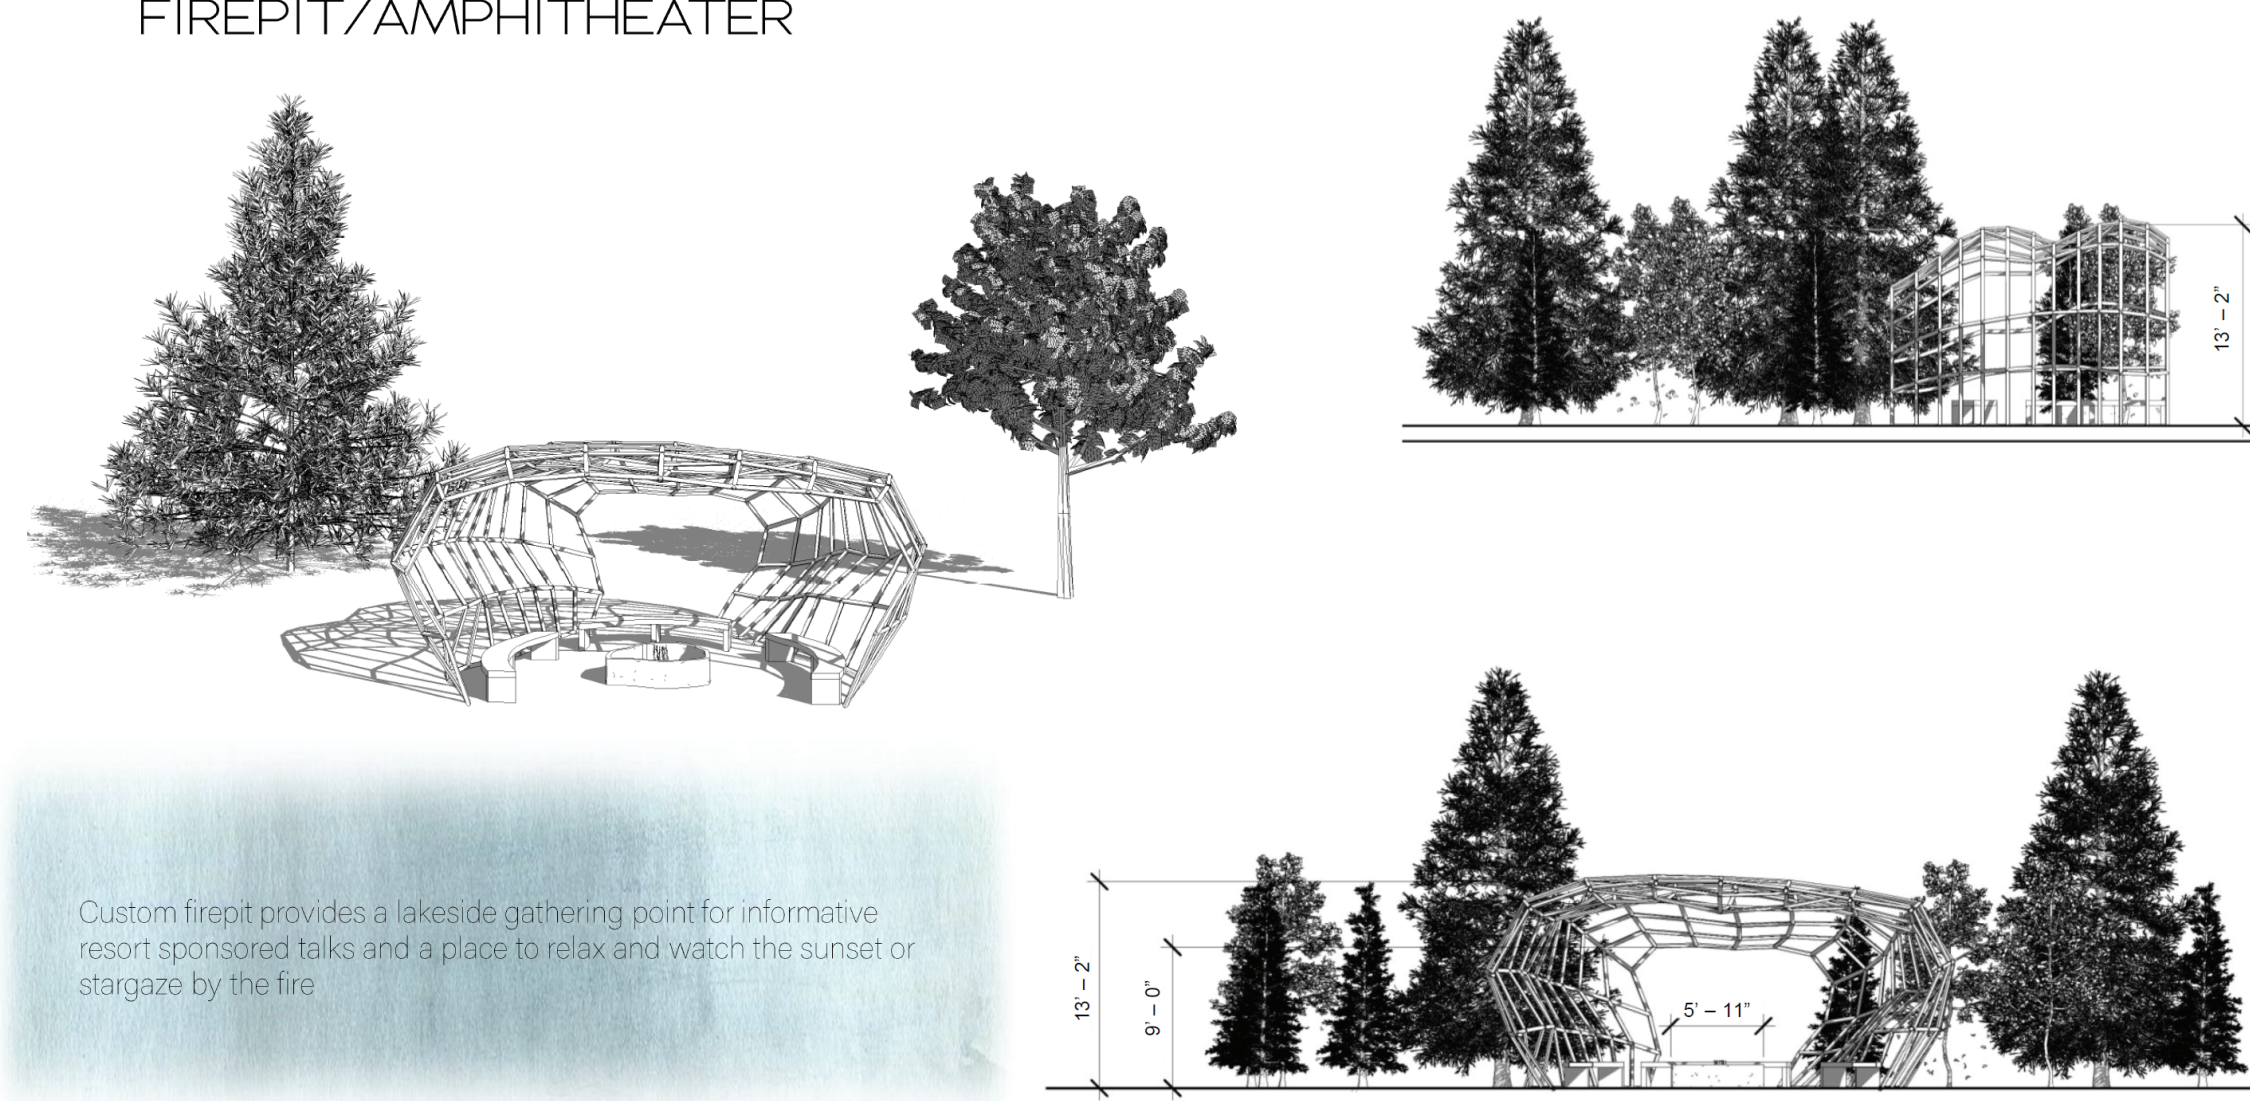 FIREPIT/AMPHITHEATER
13' – 2"
Custom firepit provides a lakeside gathering point for informative
resort sponsored talks and a place to relax and watch the sunset or
stargaze by the fire
13' – 2"
9' – 0"
5' – 11"